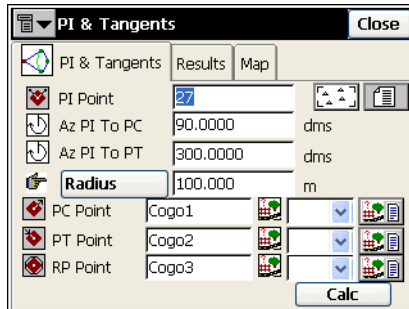 PI & Tangents Close
PI & Tangents Results Map
PI Point 27
Az PI To PC 90.0000 dms
Az PI To PT 300.0000 dms
Radius 100.000 m
PC Point Cogo1
PT Point Cogo2
RP Point Cogo3
Calc